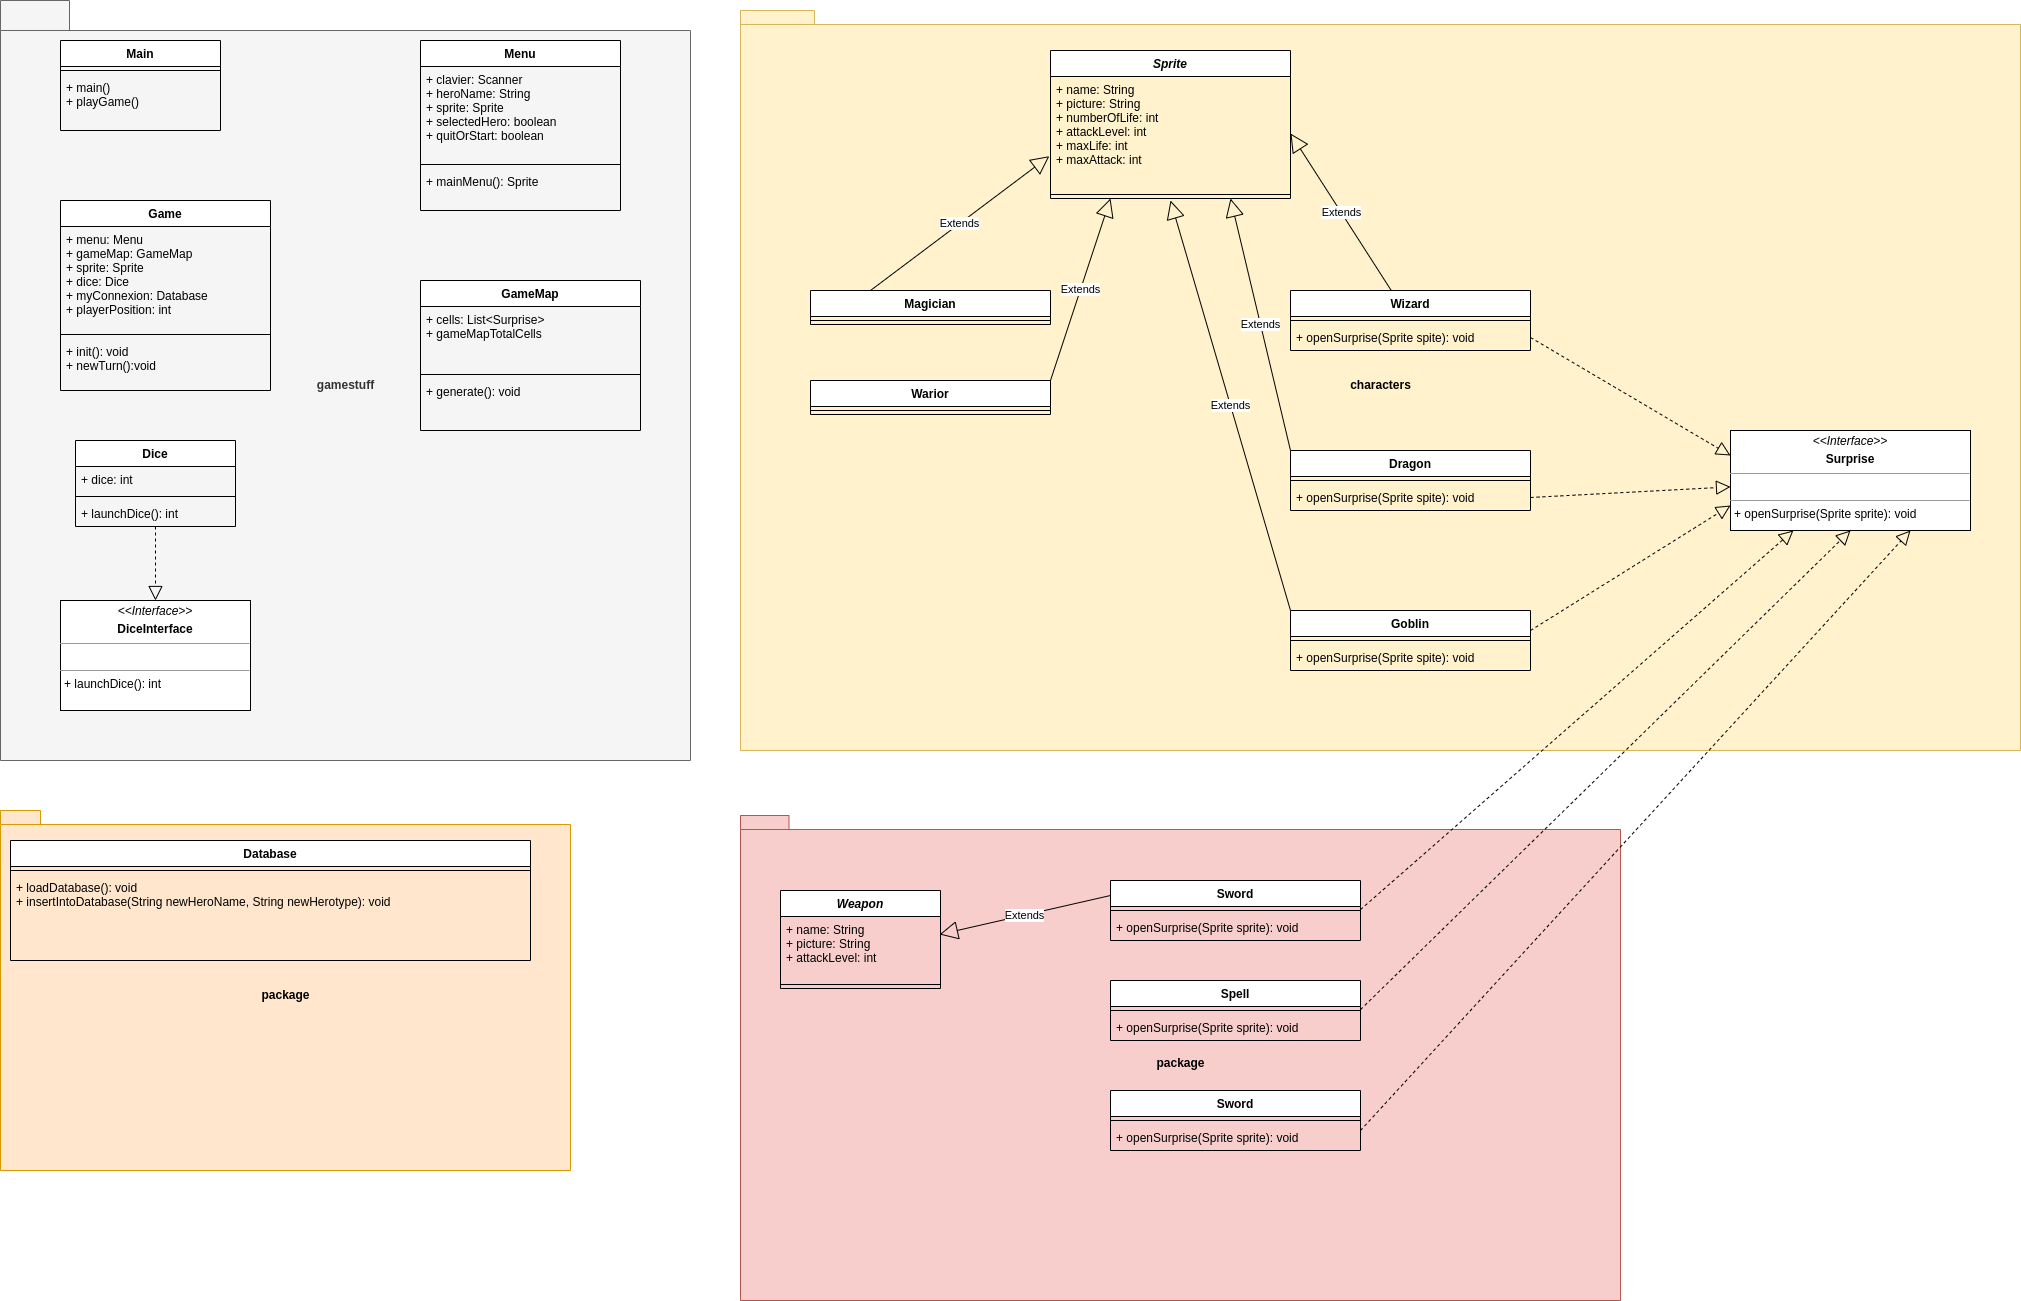 Main
+ main()
+ playGame()
Menu
+ clavier: Scanner
+ heroName: String
+ sprite: Sprite
+ selectedHero: boolean
+ quitOrStart: boolean
+ mainMenu(): Sprite
Game
+ menu: Menu
+ gameMap: GameMap
+ sprite: Sprite
+ dice: Dice
+ myConnexion: Database
+ playerPosition: int
+ init(): void
+ newTurn():void
GameMap
+ cells: List<Surprise>
+ gameMapTotalCells
+ generate(): void
gamestuff
Dice
+ dice: int
+ launchDice(): int
<<Interface>>
DiceInterface
+ launchDice(): int
Sprite
+ name: String
+ picture: String
+ numberOfLife: int
+ attackLevel: int
+ maxLife: int
+ maxAttack: int
Extends
Extends
Extends
Extends
Extends
Magician
Warior
Wizard
+ openSurprise(Sprite spite): void
characters
Dragon
+ openSurprise(Sprite spite): void
Goblin
+ openSurprise(Sprite spite): void
<<Interface>>
Surprise
+ openSurprise(Sprite sprite): void
Database
+ loadDatabase(): void
+ insertIntoDatabase(String newHeroName, String newHerotype): void
package
Weapon
+ name: String
+ picture: String
+ attackLevel: int
Extends
Sword
+ openSurprise(Sprite sprite): void
Spell
+ openSurprise(Sprite sprite): void
package
Sword
+ openSurprise(Sprite sprite): void